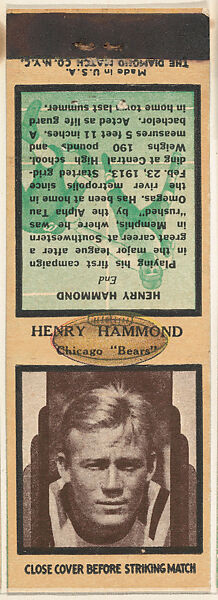 THE DIAMOND MATCH CO. N.Y.C.
Made in U.S.A.
HENRY HAMMOND
End
Playing his first campaign
in the major league after a
great career at Southwestern
in Memphis, where he was
"rushed" by the Alpha Tau
Omegas. Has been at home in
the river metropolis since
Feb. 23, 1913. Started grid-
ding at Central High school.
Weighs 190 pounds and
measures 5 feet 11 inches. A
bachelor. Acted as life guard
in home town last summer.
HENRY HAMMOND
Chicago "Bears"
CLOSE COVER BEFORE STRIKING MATCH